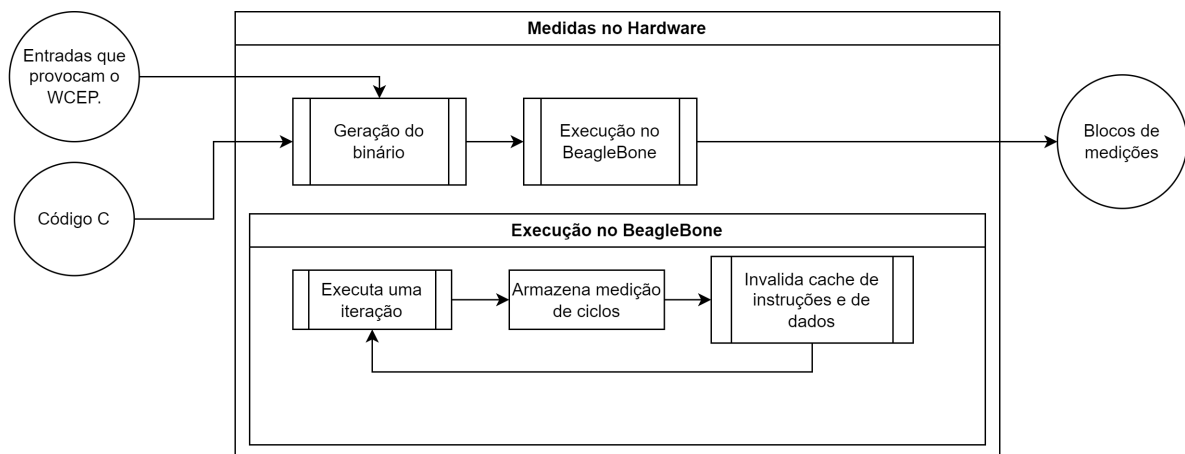 Medidas no Hardware
Entradas que
provocam o
WCEP.
Geração do
binário
Execução no
BeagleBone
Blocos de
medições
Código C
Execução no BeagleBone
Executa uma
iteração
Armazena medição
de ciclos
Invalida cache de
instruções e de
dados